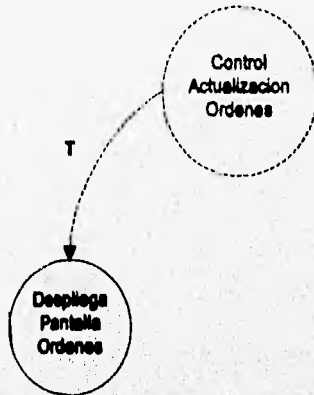 Control
Actualizacion
Ordenes
T
Despliega
Pantalla
Ordenes